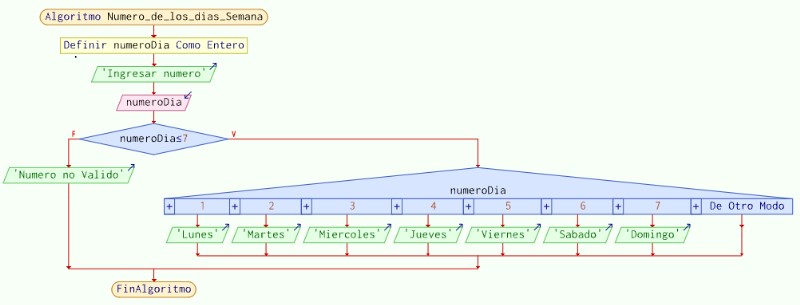 Algoritmo Numero_de_los_dias_Semana
Definir numeroDia Como Entero
'Ingresar numero'
numeroDia
F numeroDia≤7 V
'Numero no Valido'
numeroDia
+ 1 + 2 + 3 + 4 + 5 + 6 + 7 + De Otro Modo
'Lunes' 'Martes' 'Miercoles' 'Jueves' 'Viernes' 'Sabado' 'Domingo'
FinAlgoritmo